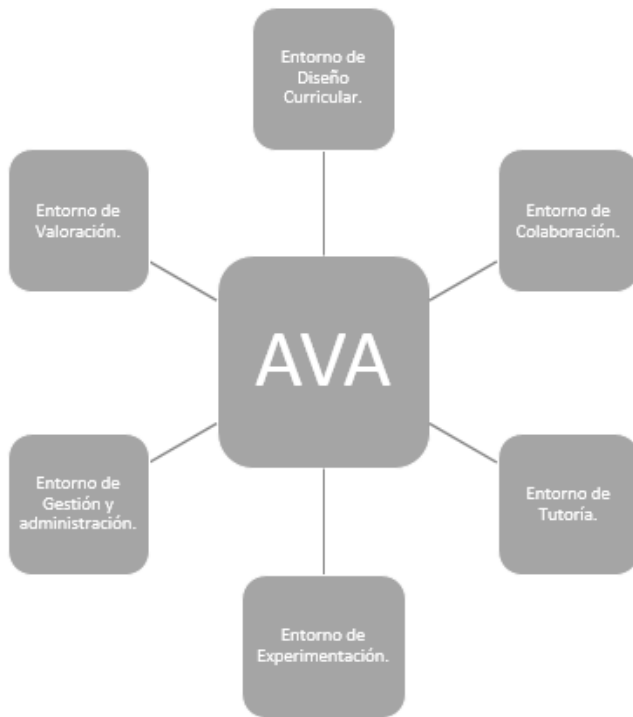 Entorno de
Diseño
Curricular.
Entorno de
Valoración.
Entorno de
Colaboración.
AVA
Entorno de
Gestión y
administración.
Entorno de
Tutoría.
Entorno de
Experimentación.